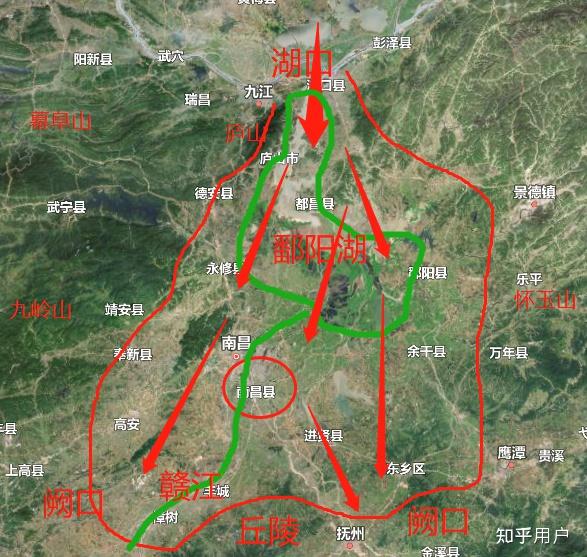 武穴
阳新县
彭泽县
湖口
九江
湖口县
瑞昌
幕阜山
庐山
庐山市
德安县
景德镇
武宁县
都昌县
鄱阳湖
永修县
鄱阳县
乐平
怀玉山
九岭山
靖安县
南昌
奉新县
余干县
万年县
南昌县
高安
进贤县
鹰潭
贵溪
上高县
东乡区
赣江
丰城
阙口
樟树
丘陵
阙口
抚州
金溪县
知乎用户